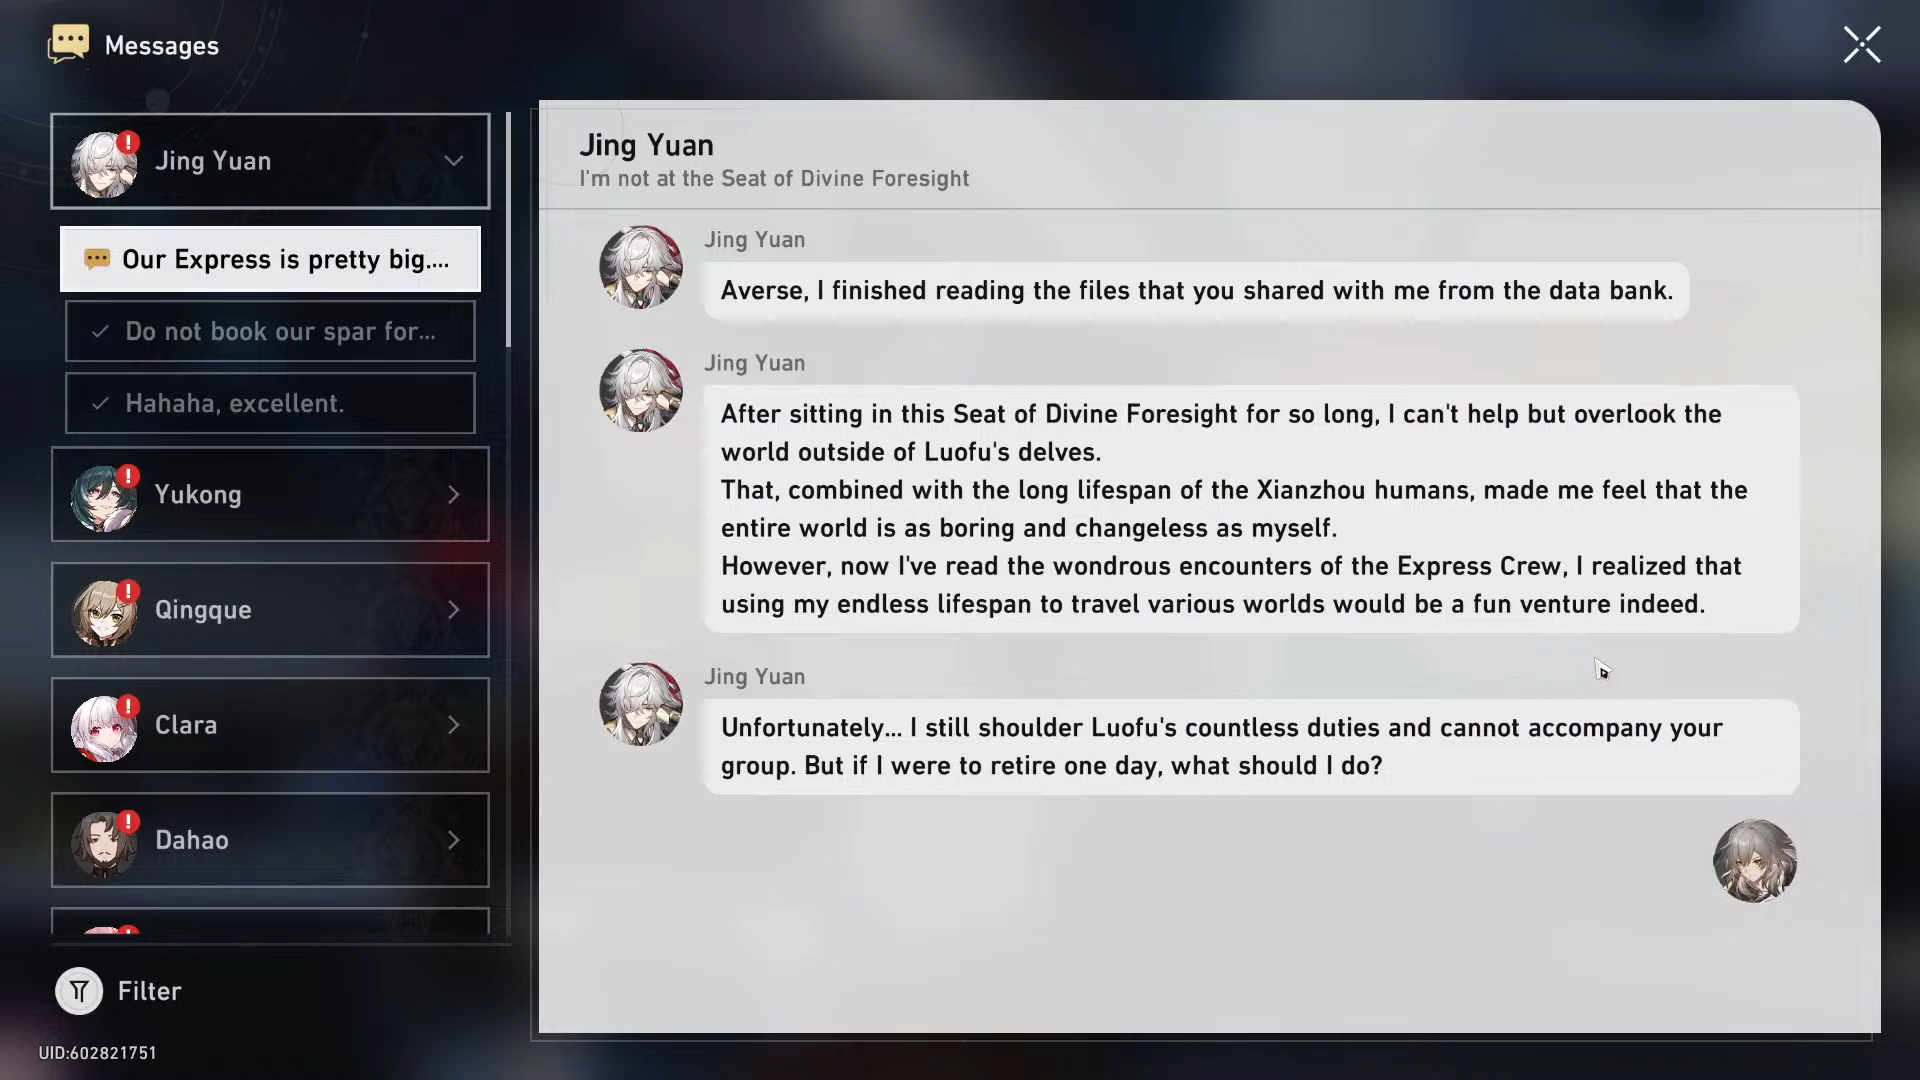 Messages
Jing Yuan
Our Express is pretty big....
Do not book our spar for...
Hahaha, excellent.
Yukong
Qingque
Clara
Dahao
Filter
UID:602821751
Jing Yuan
I'm not at the Seat of Divine Foresight
Jing Yuan
Averse, I finished reading the files that you shared with me from the data bank.
Jing Yuan
After sitting in this Seat of Divine Foresight for so long, I can't help but overlook the
world outside of Luofu's delves.
That, combined with the long lifespan of the Xianzhou humans, made me feel that the
entire world is as boring and changeless as myself.
However, now I've read the wondrous encounters of the Express Crew, I realized that
using my endless lifespan to travel various worlds would be a fun venture indeed.
Jing Yuan
Unfortunately... I still shoulder Luofu's countless duties and cannot accompany your
group. But if I were to retire one day, what should I do?